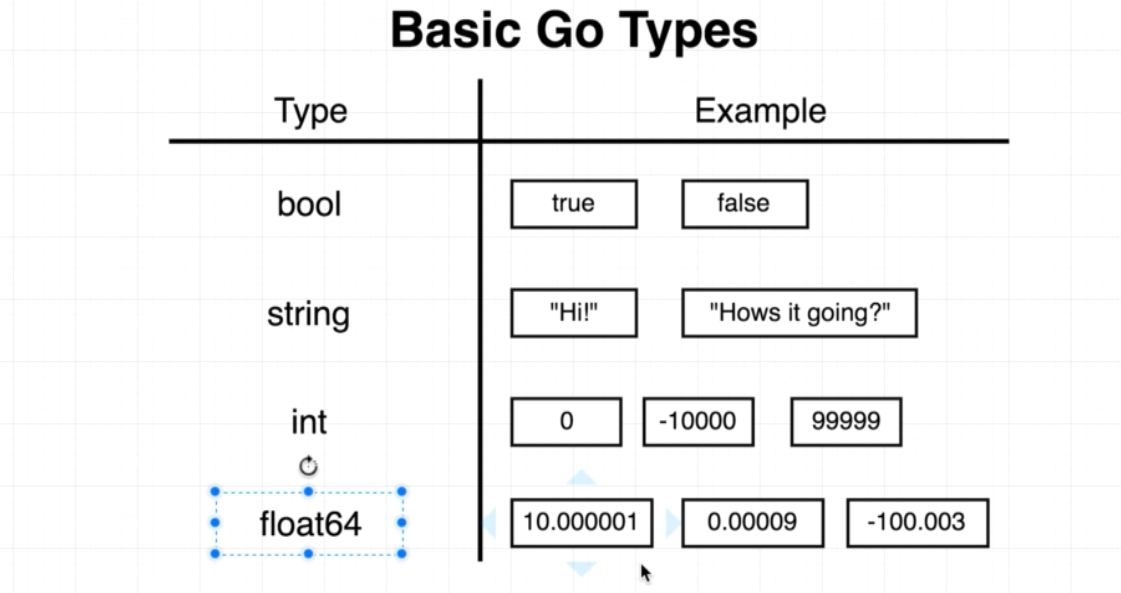 Basic Go Types
Type Example
bool true false
string "Hi!" "Hows it going?"
int 0 -10000 99999
float64 10.000001 0.00009 -100.003